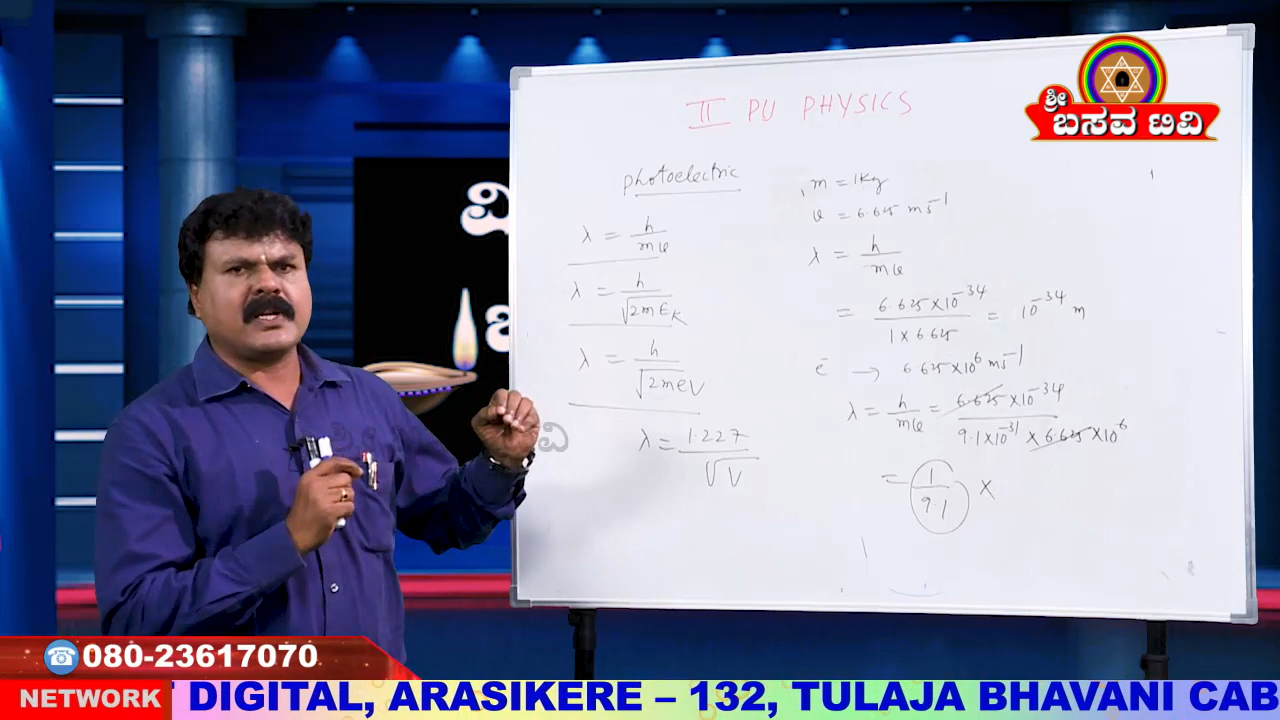 ಶ್ರೀ
ಬಸವ ಟಿವಿ
II PU PHYSICS
photoelectric
λ = h / mv
λ = h / √2mEK
λ = h / √2meV
λ = 1.227 / √V
m = 1kg
v = 6.625 ms⁻¹
λ = h / mv
= 6.625 × 10⁻³⁴ / 1 × 6.625 = 10⁻³⁴ m
ē → 6.625×10⁶ ms⁻¹
λ = h / mv = 6.625×10⁻³⁴ / 9.1×10⁻³¹ × 6.625×10⁶
= 1 / 9.1 ×
ವಿ
080-23617070
NETWORK
DIGITAL, ARASIKERE – 132, TULAJA BHAVANI CAB